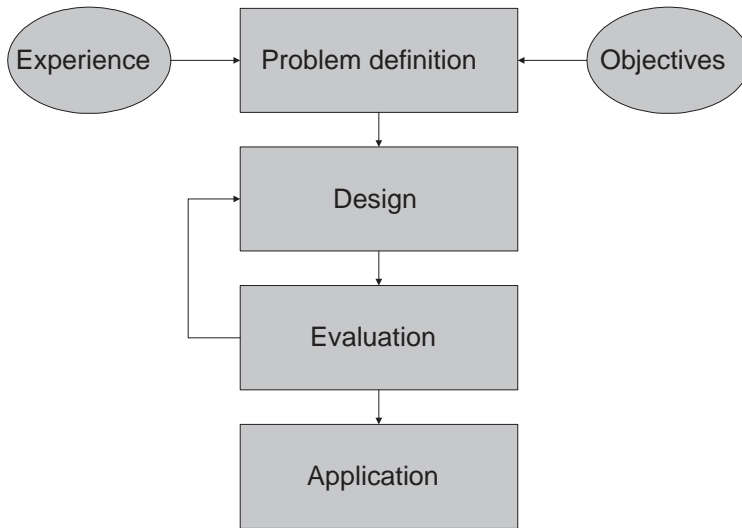 Experience
Problem definition
Objectives
Design
Evaluation
Application